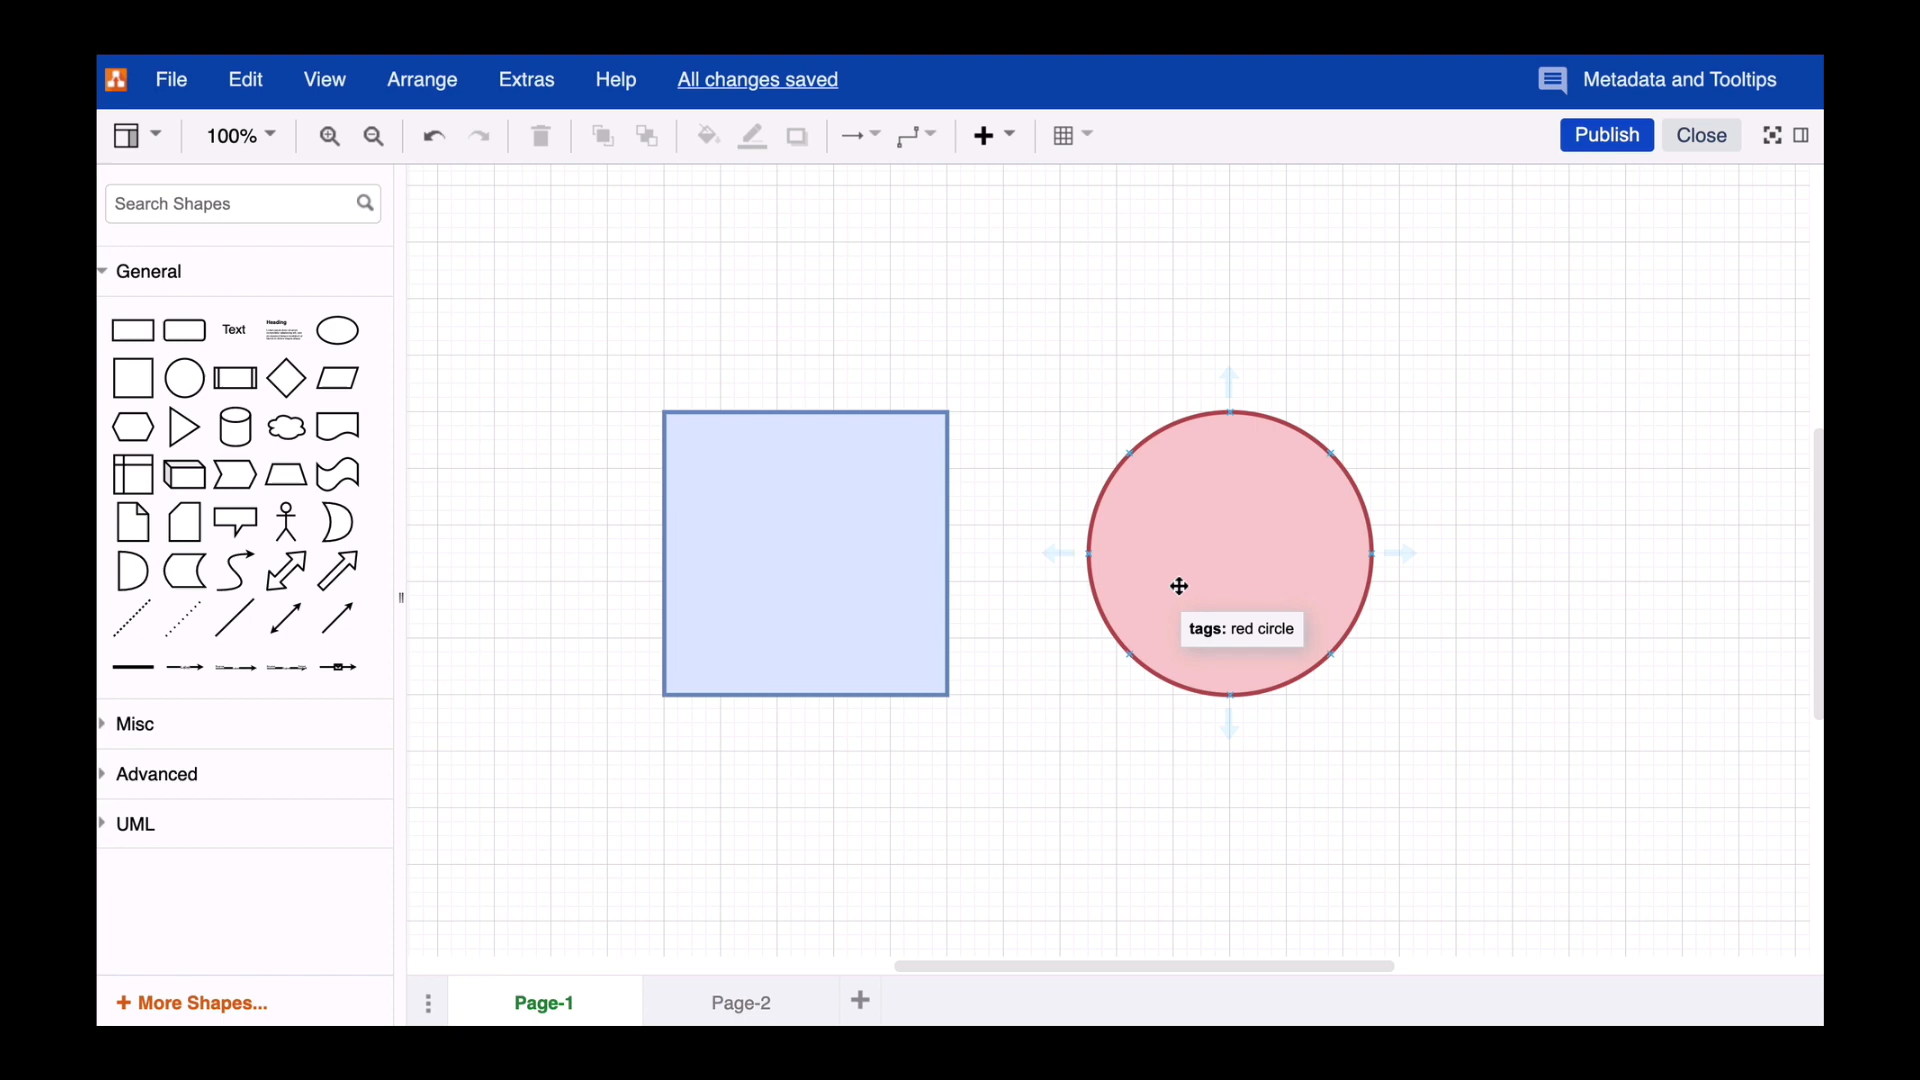 File Edit View Arrange Extras Help All changes saved Metadata and Tooltips
100% Publish Close
Search Shapes
General
Text Heading
Misc
Advanced
UML
tags: red circle
+ More Shapes... Page-1 Page-2